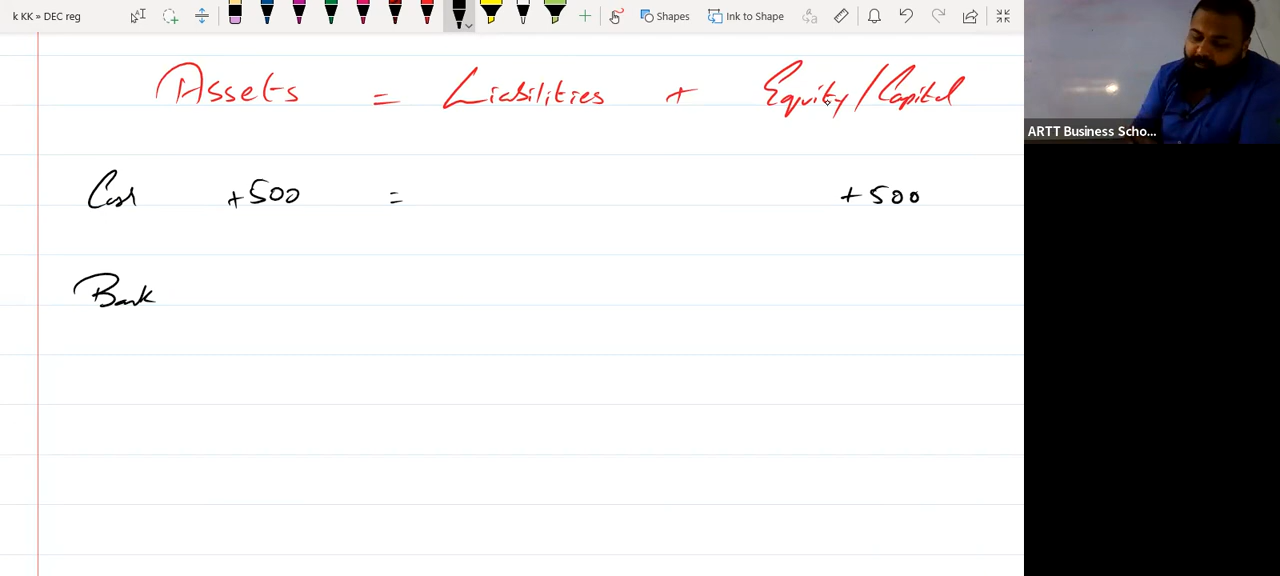 k KK » DEC reg
Shapes
Ink to Shape
Assets = Liabilities + Equity/Capital
ARTT Business Scho...
Cash +500 = +500
Bank